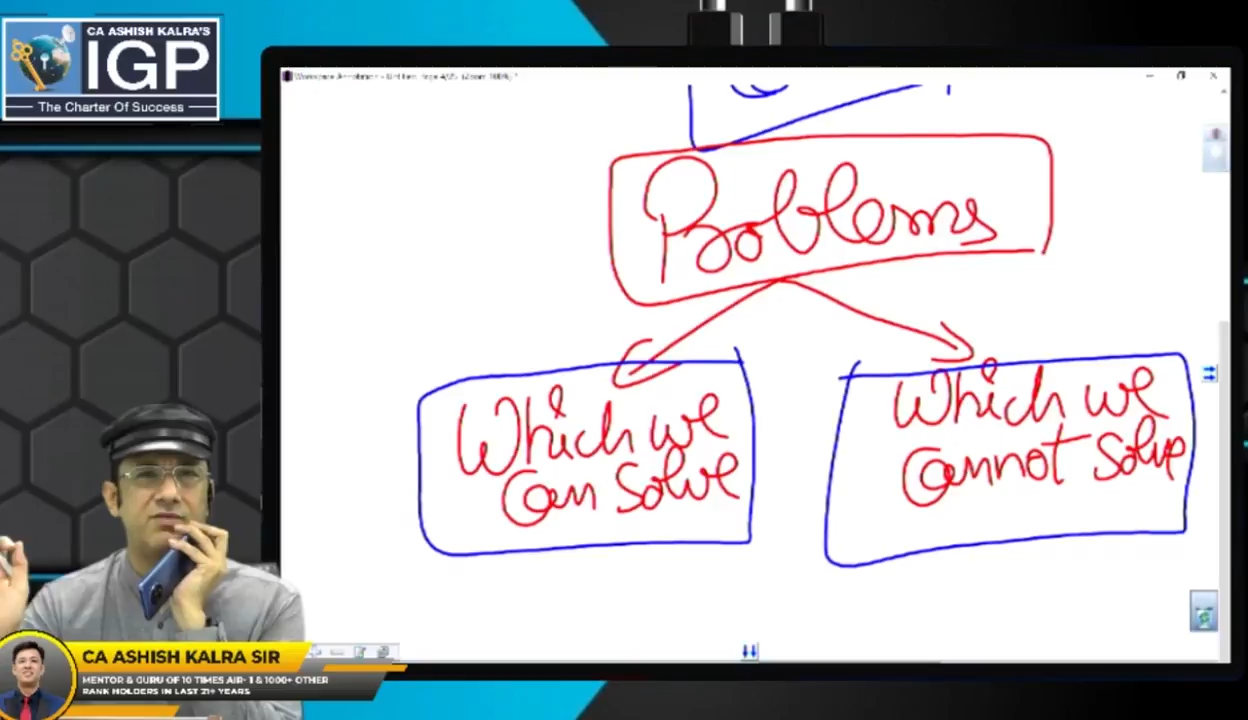 CA ASHISH KALRA'S
IGP
The Charter Of Success
Problems
Which we
can solve
Which we
cannot solve
CA ASHISH KALRA SIR
MENTOR & GURU OF 10 TIMES AIR- 1 & 1000+ OTHER
RANK HOLDERS IN LAST 21+ YEARS